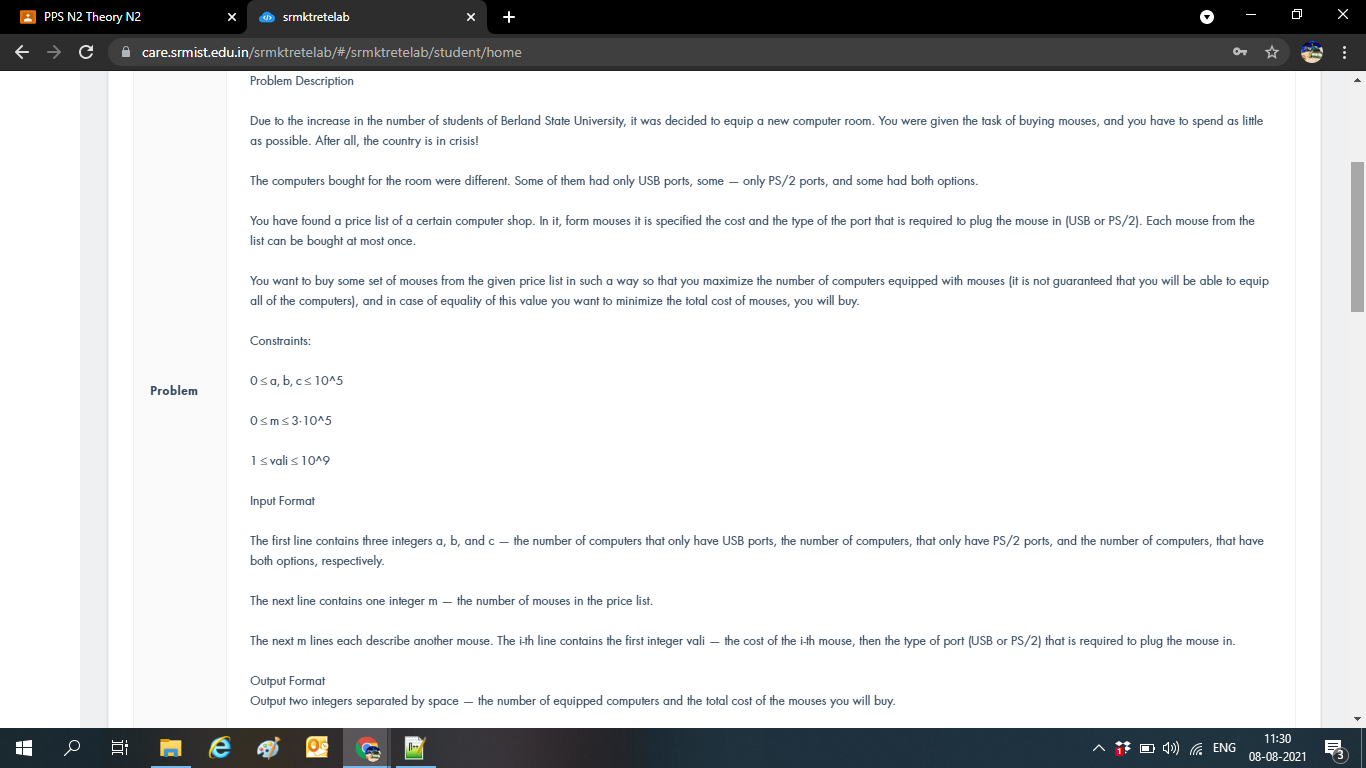 PPS N2 Theory N2
srmktretelab
care.srmist.edu.in/srmktretelab/#/srmktretelab/student/home
Problem Description
Due to the increase in the number of students of Berland State University, it was decided to equip a new computer room. You were given the task of buying mouses, and you have to spend as little
as possible. After all, the country is in crisis!
The computers bought for the room were different. Some of them had only USB ports, some — only PS/2 ports, and some had both options.
You have found a price list of a certain computer shop. In it, form mouses it is specified the cost and the type of the port that is required to plug the mouse in (USB or PS/2). Each mouse from the
list can be bought at most once.
You want to buy some set of mouses from the given price list in such a way so that you maximize the number of computers equipped with mouses (it is not guaranteed that you will be able to equip
all of the computers), and in case of equality of this value you want to minimize the total cost of mouses, you will buy.
Constraints:
0 ≤ a, b, c ≤ 10^5
Problem
0 ≤ m ≤ 3·10^5
1 ≤ vali ≤ 10^9
Input Format
The first line contains three integers a, b, and c — the number of computers that only have USB ports, the number of computers, that only have PS/2 ports, and the number of computers, that have
both options, respectively.
The next line contains one integer m — the number of mouses in the price list.
The next m lines each describe another mouse. The i-th line contains the first integer vali — the cost of the i-th mouse, then the type of port (USB or PS/2) that is required to plug the mouse in.
Output Format
Output two integers separated by space — the number of equipped computers and the total cost of the mouses you will buy.
ENG
11:30
08-08-2021
3